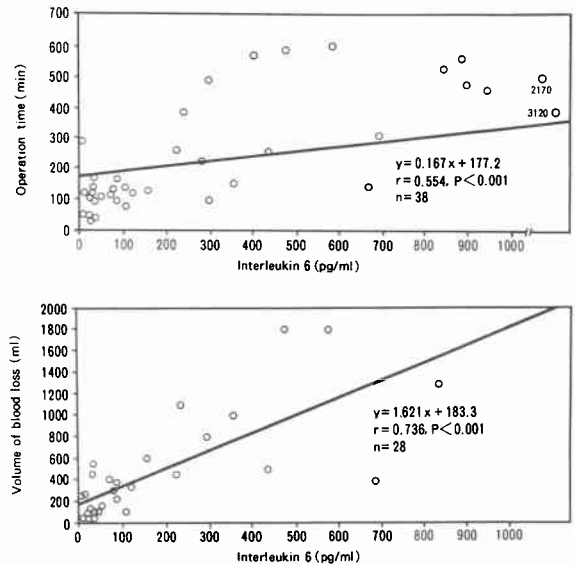 700
600
500
400
300
200
100
0
Operation time (min)
2170
3120
y=0.167x+177.2
r=0.554, P<0.001
n=38
0 100 200 300 400 500 600 700 800 900 1000
Interleukin 6 (pg/ml)
2000
1800
1600
1400
1200
1000
800
600
400
200
0
Volume of blood loss (ml)
y=1.621x+183.3
r=0.736, P<0.001
n=28
0 100 200 300 400 500 600 700 800 900 1000
Interleukin 6 (pg/ml)